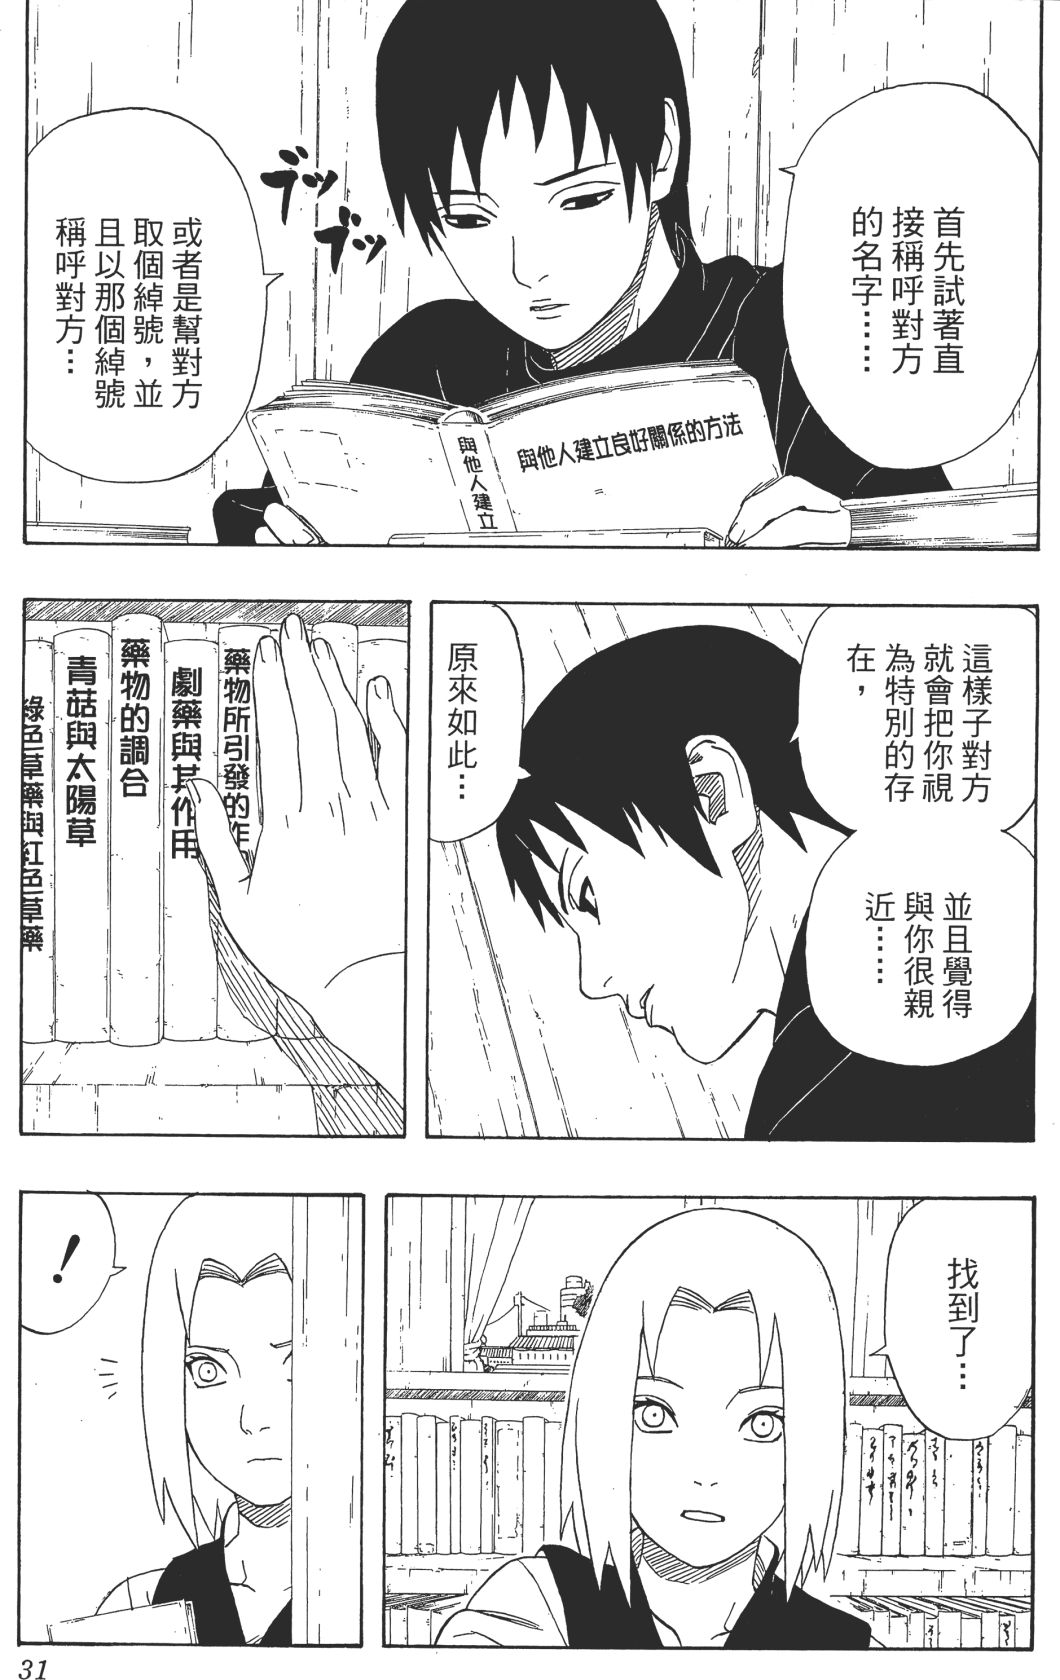 首先試著直
接稱呼對方
的名字……
ブツ
ブツ
或者是幫對方
取個綽號，並
且以那個綽號
稱呼對方…
與他人建立良好關係的方法
與他人建立
這樣子對方
就會把你視
為特別的存
在，
並且覺得
與你很親
近……
原來如此…
藥物所引發的作
劇藥與其作用
藥物的調合
青菇與太陽草
綠色草藥與紅色草藥
找到了…
！
31